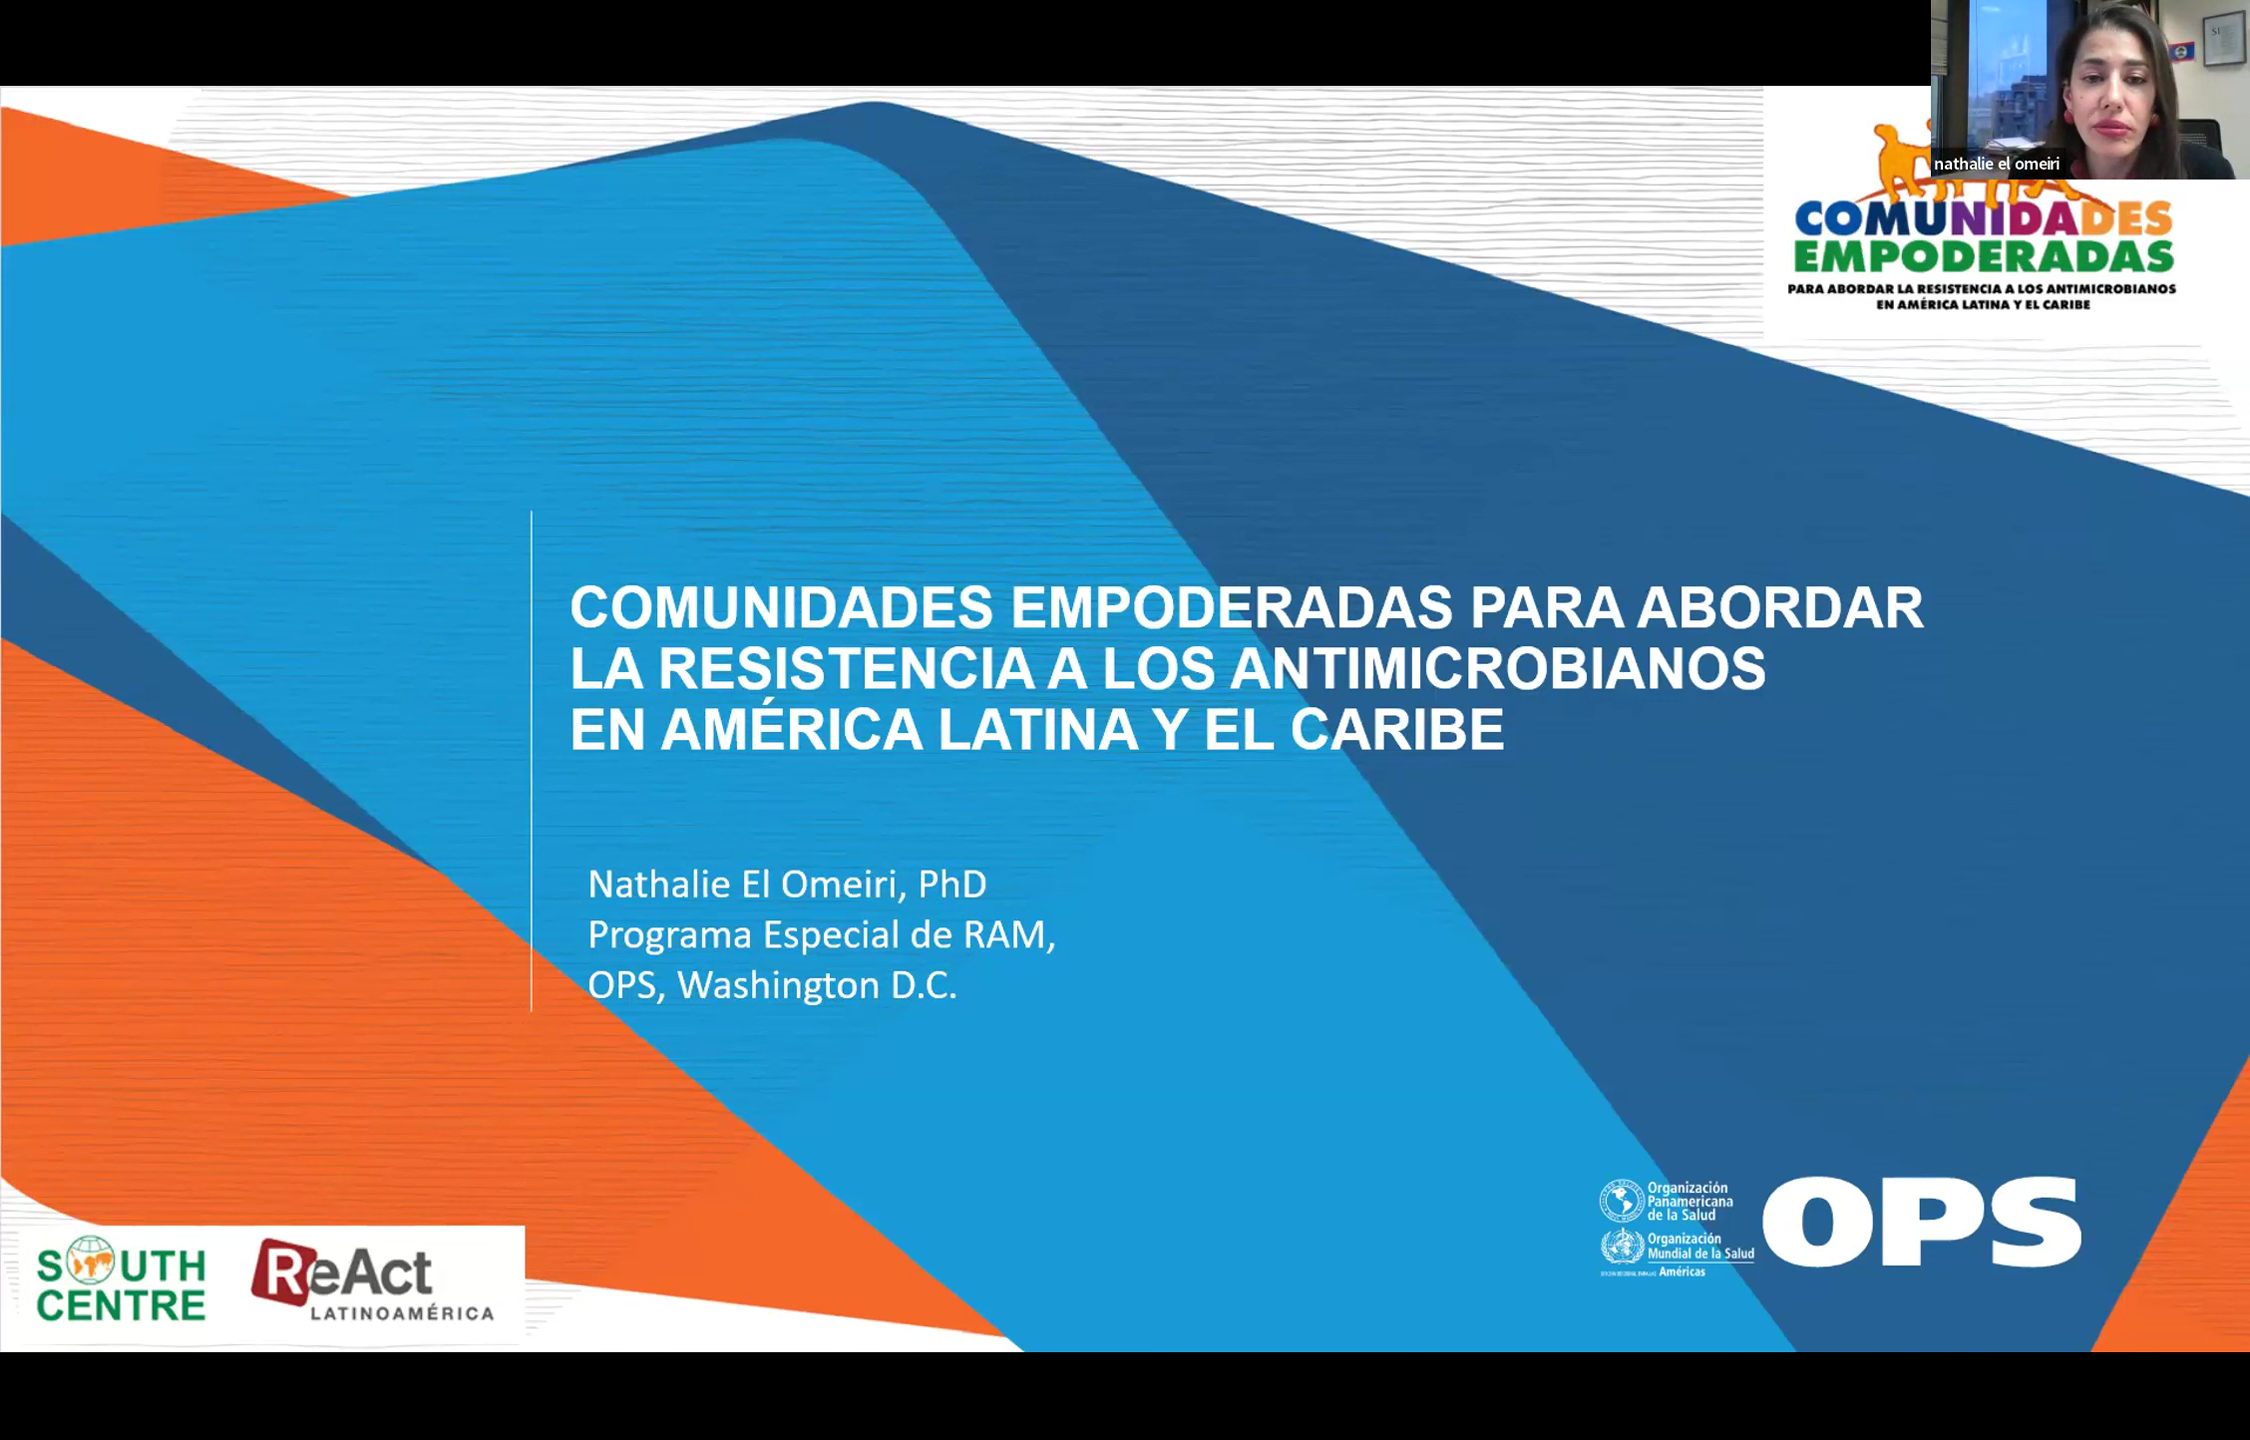 nathalie el omeiri
COMUNIDADES
EMPODERADAS
PARA ABORDAR LA RESISTENCIA A LOS ANTIMICROBIANOS
EN AMÉRICA LATINA Y EL CARIBE
COMUNIDADES EMPODERADAS PARA ABORDAR
LA RESISTENCIA A LOS ANTIMICROBIANOS
EN AMÉRICA LATINA Y EL CARIBE
Nathalie El Omeiri, PhD
Programa Especial de RAM,
OPS, Washington D.C.
SOUTH
CENTRE
ReAct
LATINOAMÉRICA
Organización
Panamericana
de la Salud
Organización
Mundial de la Salud
Américas
OPS